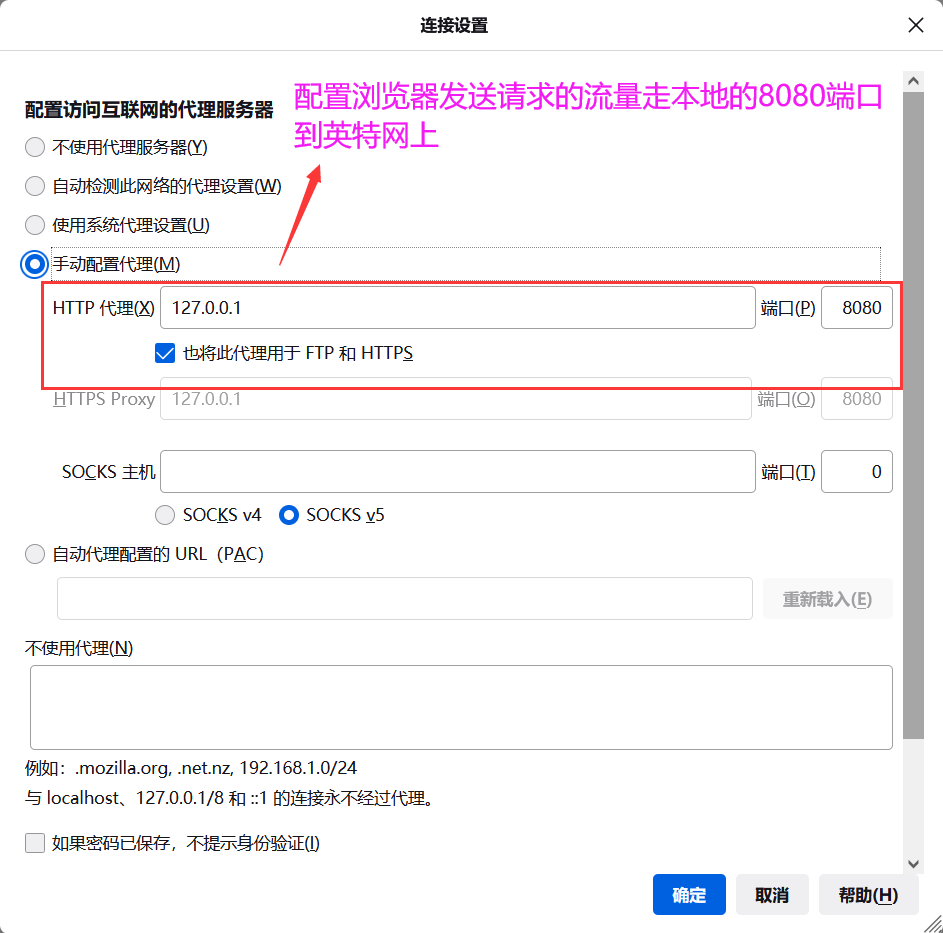 连接设置
配置浏览器发送请求的流量走本地的8080端口
到英特网上
配置访问互联网的代理服务器
不使用代理服务器(Y)
自动检测此网络的代理设置(W)
使用系统代理设置(U)
手动配置代理(M)
HTTP 代理(X) 127.0.0.1 端口(P) 8080
也将此代理用于 FTP 和 HTTPS
HTTPS Proxy 127.0.0.1 端口(O) 8080
SOCKS 主机 端口(T) 0
SOCKS v4 SOCKS v5
自动代理配置的 URL（PAC）
重新载入(E)
不使用代理(N)
例如：.mozilla.org, .net.nz, 192.168.1.0/24
与 localhost、127.0.0.1/8 和 ::1 的连接永不经过代理。
如果密码已保存，不提示身份验证(I)
确定 取消 帮助(H)